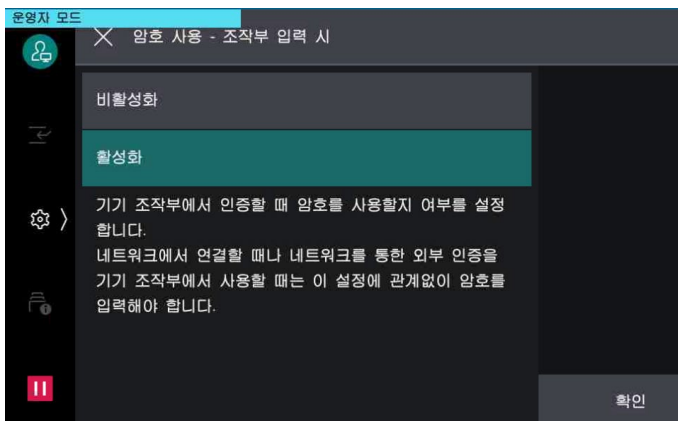 운영자 모드
암호 사용 - 조작부 입력 시
비활성화
활성화
기기 조작부에서 인증할 때 암호를 사용할지 여부를 설정
합니다.
네트워크에서 연결할 때나 네트워크를 통한 외부 인증을
기기 조작부에서 사용할 때는 이 설정에 관계없이 암호를
입력해야 합니다.
확인